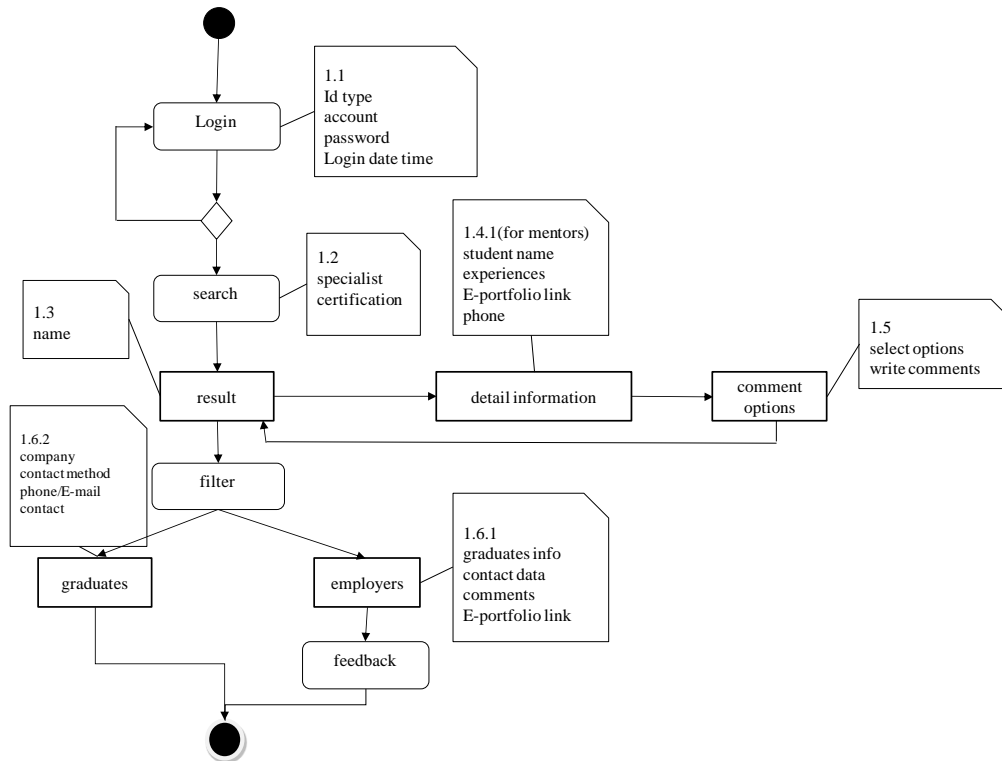 1.1
Id type
account
password
Login date time
Login
1.4.1(for mentors)
student name
experiences
E-portfolio link
phone
1.2
specialist
certification
search
1.3
name
1.5
select options
write comments
result
detail information
comment
options
1.6.2
company
contact method
phone/E-mail
contact
filter
1.6.1
graduates info
contact data
comments
E-portfolio link
graduates
employers
feedback